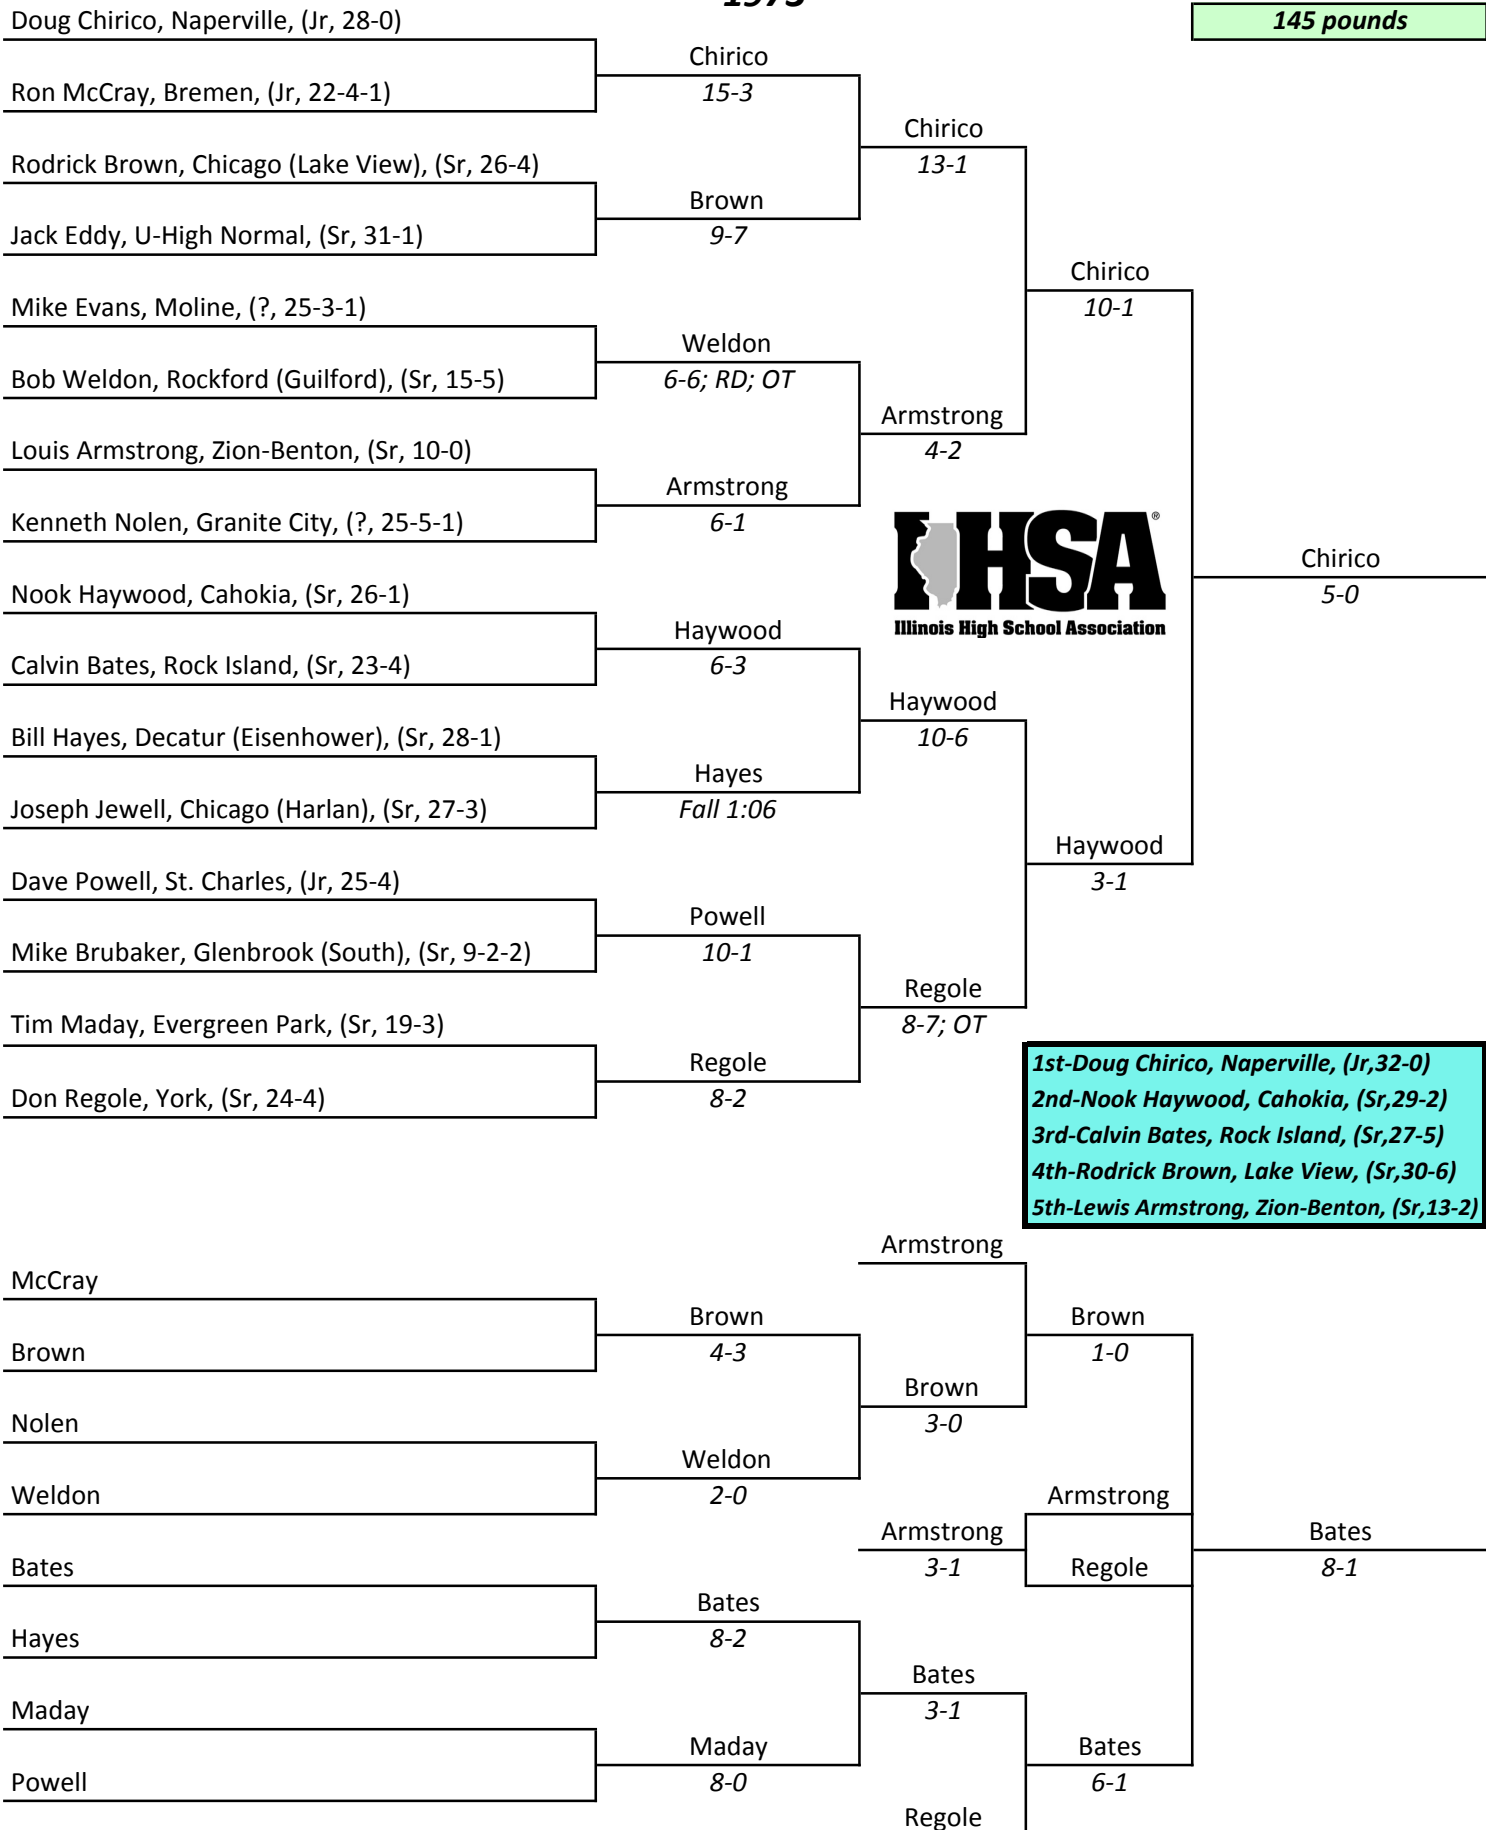 1975
145 pounds
Doug Chirico, Naperville, (Jr, 28-0)
Chirico
15-3
Ron McCray, Bremen, (Jr, 22-4-1)
Chirico
13-1
Rodrick Brown, Chicago (Lake View), (Sr, 26-4)
Brown
9-7
Jack Eddy, U-High Normal, (Sr, 31-1)
Chirico
10-1
Mike Evans, Moline, (?, 25-3-1)
Weldon
6-6; RD; OT
Bob Weldon, Rockford (Guilford), (Sr, 15-5)
Armstrong
4-2
Louis Armstrong, Zion-Benton, (Sr, 10-0)
Armstrong
6-1
Kenneth Nolen, Granite City, (?, 25-5-1)
IHSA®
Illinois High School Association
Chirico
5-0
Nook Haywood, Cahokia, (Sr, 26-1)
Haywood
6-3
Calvin Bates, Rock Island, (Sr, 23-4)
Haywood
10-6
Bill Hayes, Decatur (Eisenhower), (Sr, 28-1)
Hayes
Fall 1:06
Joseph Jewell, Chicago (Harlan), (Sr, 27-3)
Haywood
3-1
Dave Powell, St. Charles, (Jr, 25-4)
Powell
10-1
Mike Brubaker, Glenbrook (South), (Sr, 9-2-2)
Regole
8-7; OT
Tim Maday, Evergreen Park, (Sr, 19-3)
Regole
8-2
Don Regole, York, (Sr, 24-4)
1st-Doug Chirico, Naperville, (Jr,32-0)
2nd-Nook Haywood, Cahokia, (Sr,29-2)
3rd-Calvin Bates, Rock Island, (Sr,27-5)
4th-Rodrick Brown, Lake View, (Sr,30-6)
5th-Lewis Armstrong, Zion-Benton, (Sr,13-2)
Armstrong
McCray
Brown
4-3
Brown
Brown
1-0
Brown
3-0
Nolen
Weldon
2-0
Weldon
Armstrong
Armstrong
3-1
Regole
Bates
8-1
Bates
Bates
8-2
Hayes
Bates
3-1
Maday
Maday
8-0
Powell
Bates
6-1
Regole